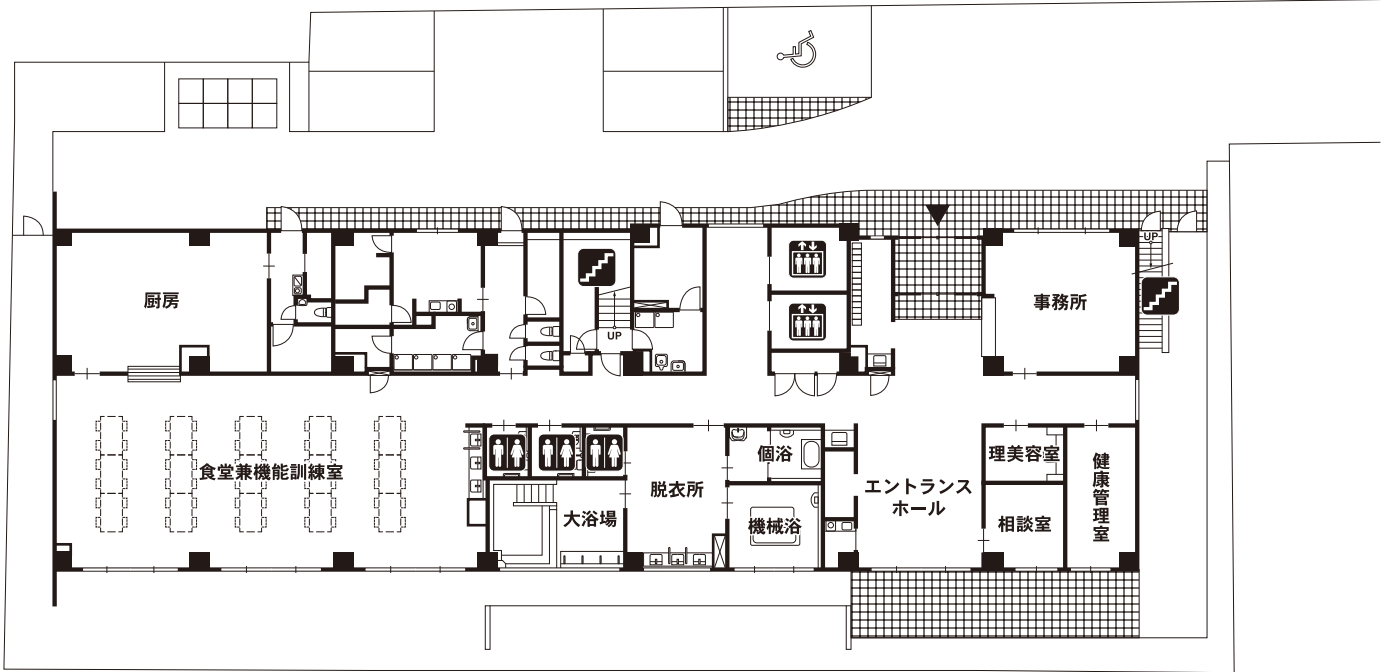 UP
厨房
事務所
UP
食堂兼機能訓練室
大浴場
脱衣所
個浴
機械浴
エントランス
ホール
理美容室
相談室
健康管理室